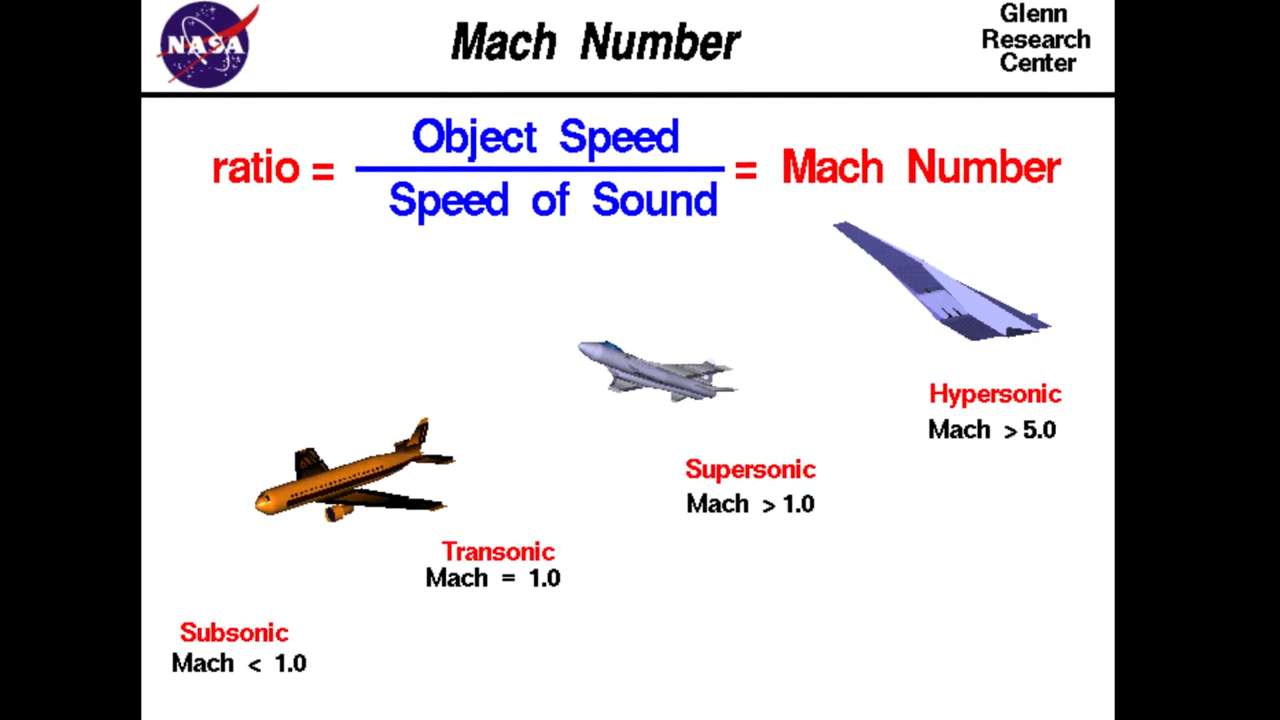 NASA
Mach Number
Glenn
Research
Center
ratio = Object Speed = Mach Number
Speed of Sound
Hypersonic
Mach > 5.0
Supersonic
Mach > 1.0
Transonic
Mach = 1.0
Subsonic
Mach < 1.0